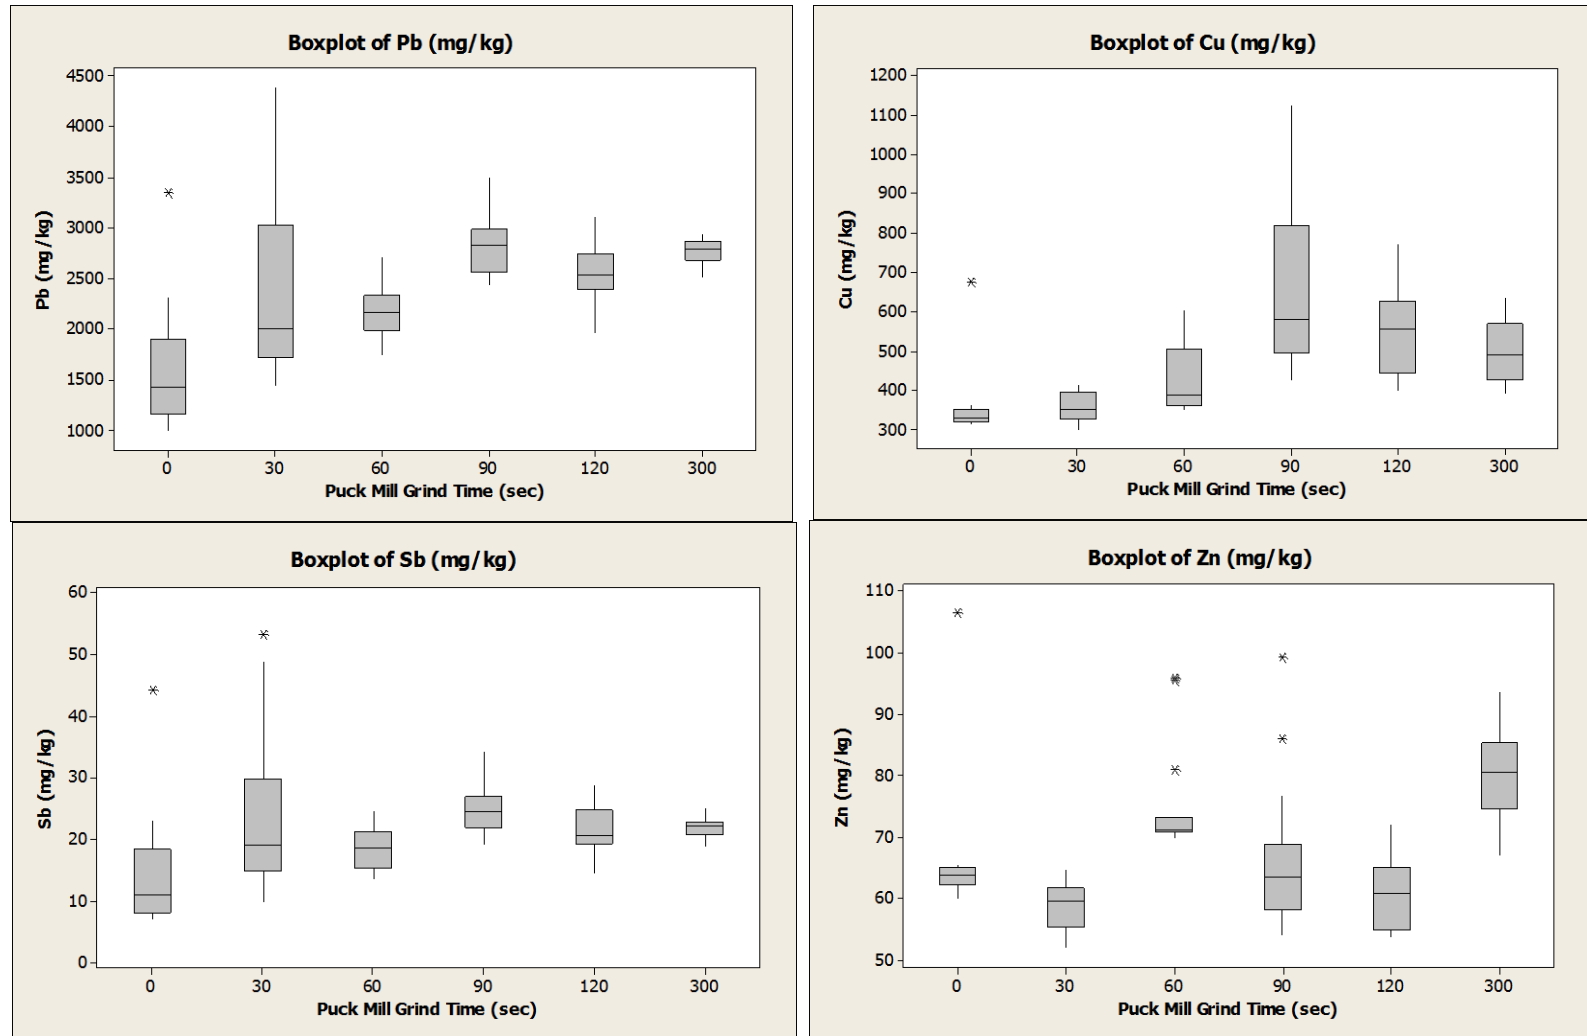 Boxplot of Pb (mg/kg)
4500
4000
3500
3000
2500
2000
1500
1000
Pb (mg/kg)
0 30 60 90 120 300
Puck Mill Grind Time (sec)
Boxplot of Cu (mg/kg)
1200
1100
1000
900
800
700
600
500
400
300
Cu (mg/kg)
0 30 60 90 120 300
Puck Mill Grind Time (sec)
Boxplot of Sb (mg/kg)
60
50
40
30
20
10
0
Sb (mg/kg)
0 30 60 90 120 300
Puck Mill Grind Time (sec)
Boxplot of Zn (mg/kg)
110
100
90
80
70
60
50
Zn (mg/kg)
0 30 60 90 120 300
Puck Mill Grind Time (sec)